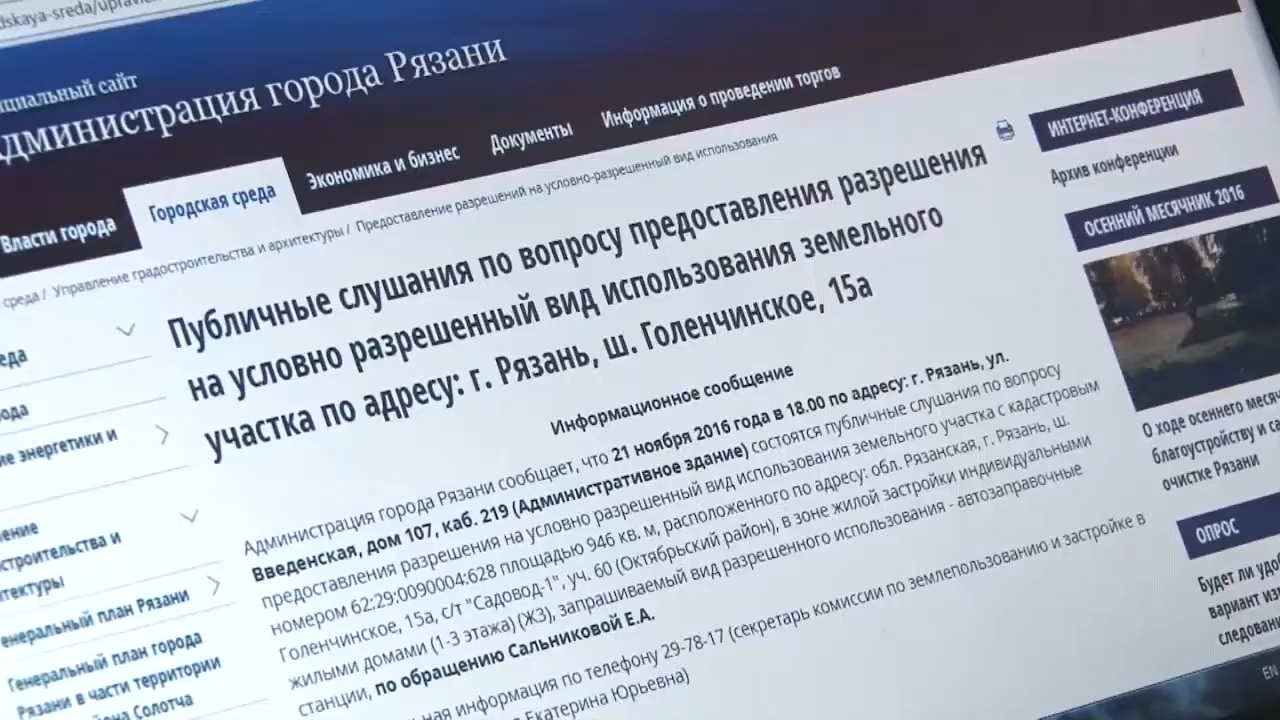 Администрация города Рязани
Власти города
Городская среда
Экономика и бизнес
Документы
Информация о проведении торгов
среда / Управление градостроительства и архитектуры / Предоставление разрешений на условно-разрешенный вид использования
Публичные слушания по вопросу предоставления разрешения
на условно разрешенный вид использования земельного
участка по адресу: г. Рязань, ш. Голенчинское, 15а
Информационное сообщение
Администрация города Рязани сообщает, что 21 ноября 2016 года в 18.00 по адресу: г. Рязань, ул.
Введенская, дом 107, каб. 219 (Административное здание) состоятся публичные слушания по вопросу
предоставления разрешения на условно разрешенный вид использования земельного участка с кадастровым
номером 62:29:0090004:628 площадью 946 кв. м, расположенного по адресу: обл. Рязанская, г. Рязань, ш.
Голенчинское, 15а, с/т "Садовод-1", уч. 60 (Октябрьский район), в зоне жилой застройки индивидуальными
жилыми домами (1-3 этажа) (Ж3), запрашиваемый вид разрешенного использования - автозаправочные
станции, по обращению Сальниковой Е.А.
информация по телефону 29-78-17 (секретарь комиссии по землепользованию и застройке в
Екатерина Юрьевна)
энергетики и
строительства и
Генеральный план Рязани
Генеральный план города
Рязани в части территории
Солотча
ИНТЕРНЕТ-КОНФЕРЕНЦИЯ
Архив конференции
ОСЕННИЙ МЕСЯЧНИК 2016
О ходе осеннего
благоустройству и
очистке Рязани
ОПРОС
Будет ли
вариант
EN